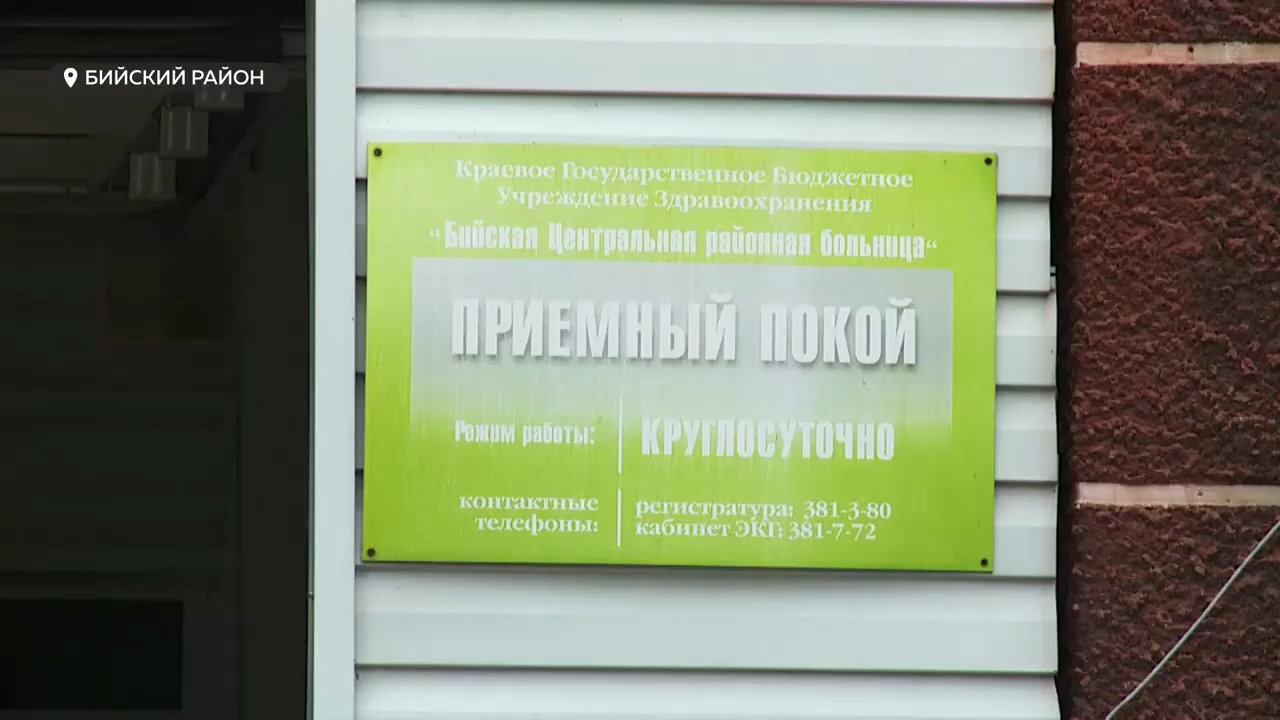 БИЙСКИЙ РАЙОН
Краевое Государственное Бюджетное
Учреждение Здравоохранения
“Бийская Центральная районная больница“
ПРИЕМНЫЙ ПОКОЙ
Режим работы: КРУГЛОСУТОЧНО
контактные телефоны:
регистратура: 381-3-80
кабинет ЭКГ: 381-7-72